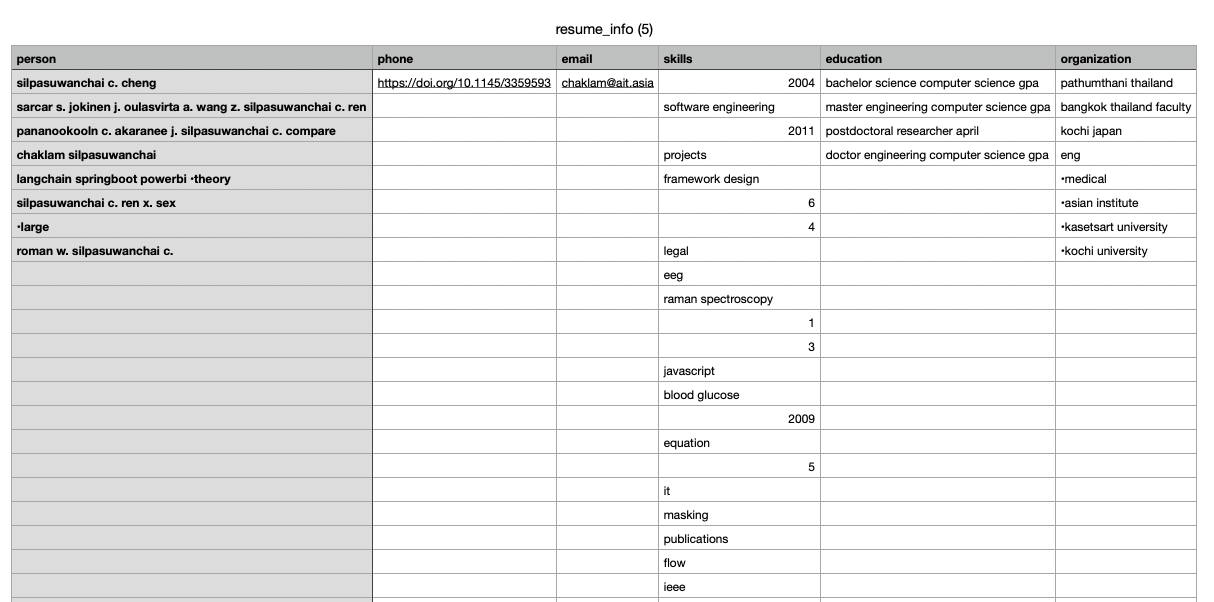 resume_info (5)
person phone email skills education organization
silpasuwanchai c. cheng https://doi.org/10.1145/3359593 chaklam@ait.asia 2004 bachelor science computer science gpa pathumthani thailand
sarcar s. jokinen j. oulasvirta a. wang z. silpasuwanchai c. ren software engineering master engineering computer science gpa bangkok thailand faculty
pananookooln c. akaranee j. silpasuwanchai c. compare 2011 postdoctoral researcher april kochi japan
chaklam silpasuwanchai projects doctor engineering computer science gpa eng
langchain springboot powerbi •theory framework design •medical
silpasuwanchai c. ren x. sex 6 •asian institute
•large 4 •kasetsart university
roman w. silpasuwanchai c. legal •kochi university
eeg
raman spectroscopy
1
3
javascript
blood glucose
2009
equation
5
it
masking
publications
flow
ieee